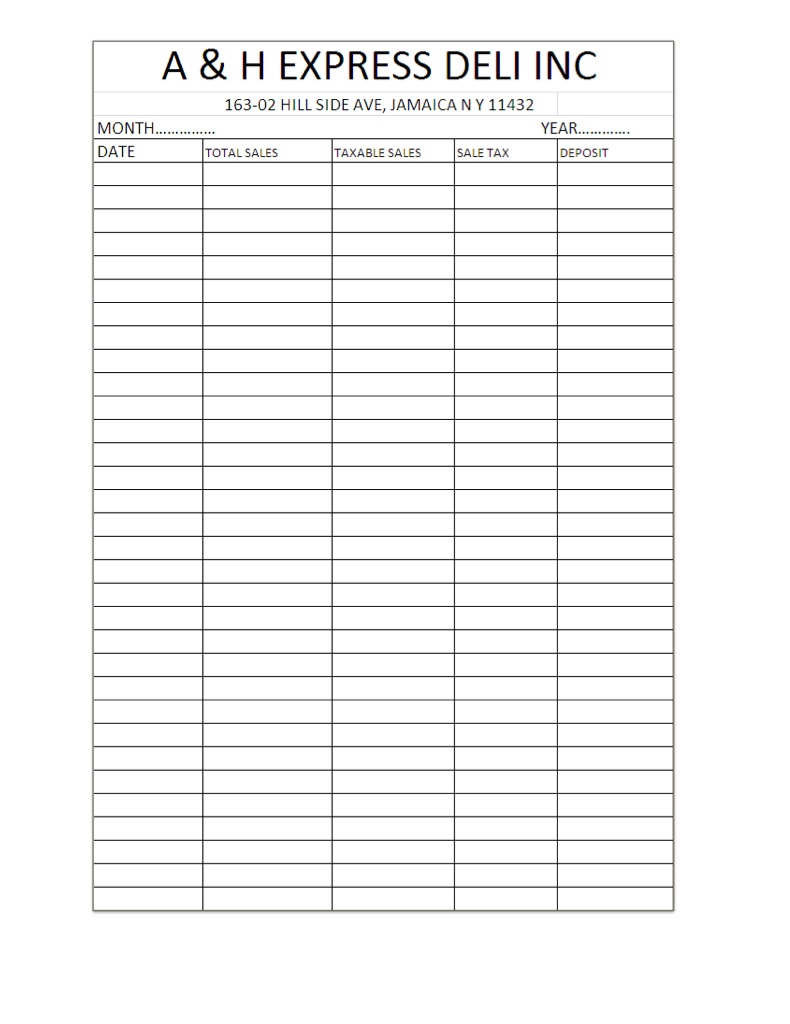 A & H EXPRESS DELI INC
163-02 HILL SIDE AVE, JAMAICA N Y 11432
MONTH............... YEAR.............
DATE TOTAL SALES TAXABLE SALES SALE TAX DEPOSIT